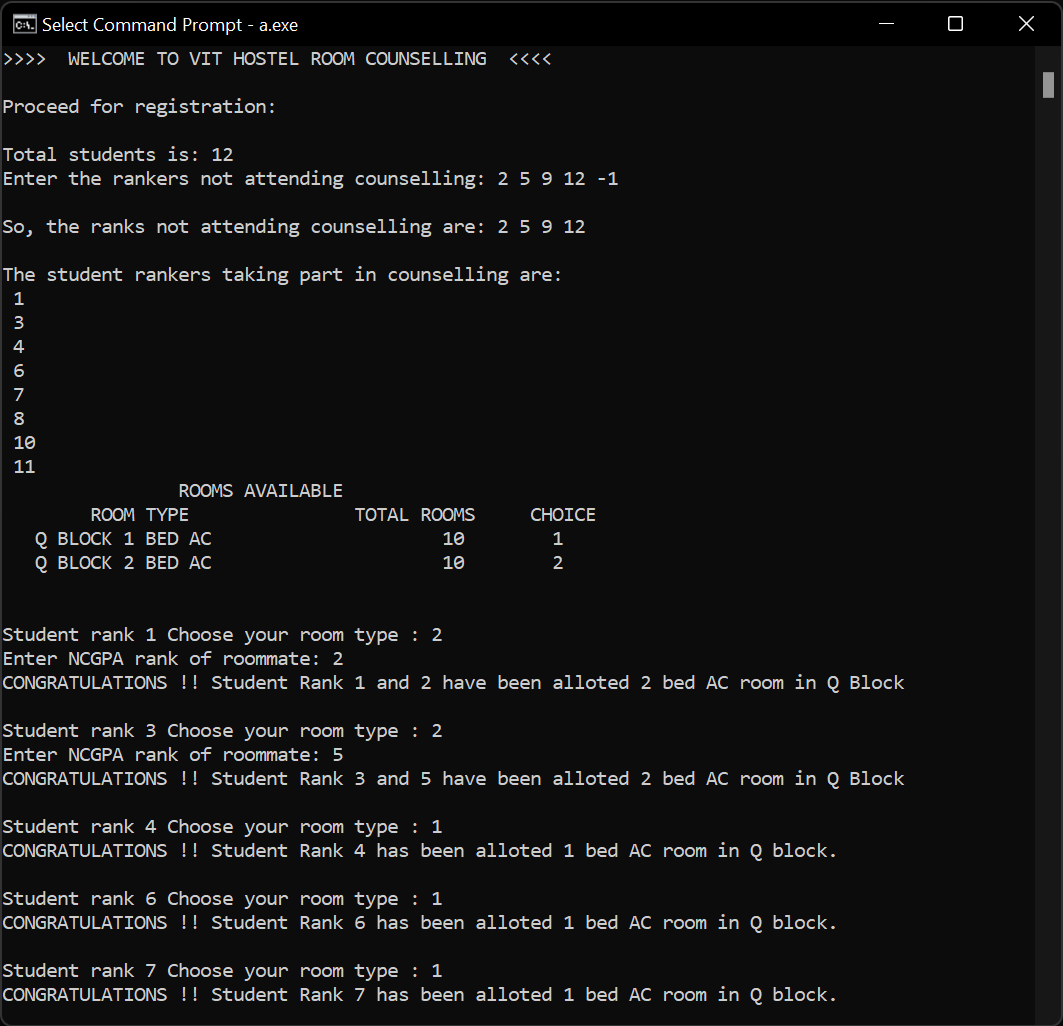 Select Command Prompt - a.exe
>>>>  WELCOME TO VIT HOSTEL ROOM COUNSELLING  <<<<
Proceed for registration:
Total students is: 12
Enter the rankers not attending counselling: 2 5 9 12 -1
So, the ranks not attending counselling are: 2 5 9 12
The student rankers taking part in counselling are:
1
3
4
6
7
8
10
11
ROOMS AVAILABLE
ROOM TYPE TOTAL ROOMS CHOICE
Q BLOCK 1 BED AC 10 1
Q BLOCK 2 BED AC 10 2
Student rank 1 Choose your room type : 2
Enter NCGPA rank of roommate: 2
CONGRATULATIONS !! Student Rank 1 and 2 have been alloted 2 bed AC room in Q Block
Student rank 3 Choose your room type : 2
Enter NCGPA rank of roommate: 5
CONGRATULATIONS !! Student Rank 3 and 5 have been alloted 2 bed AC room in Q Block
Student rank 4 Choose your room type : 1
CONGRATULATIONS !! Student Rank 4 has been alloted 1 bed AC room in Q block.
Student rank 6 Choose your room type : 1
CONGRATULATIONS !! Student Rank 6 has been alloted 1 bed AC room in Q block.
Student rank 7 Choose your room type : 1
CONGRATULATIONS !! Student Rank 7 has been alloted 1 bed AC room in Q block.